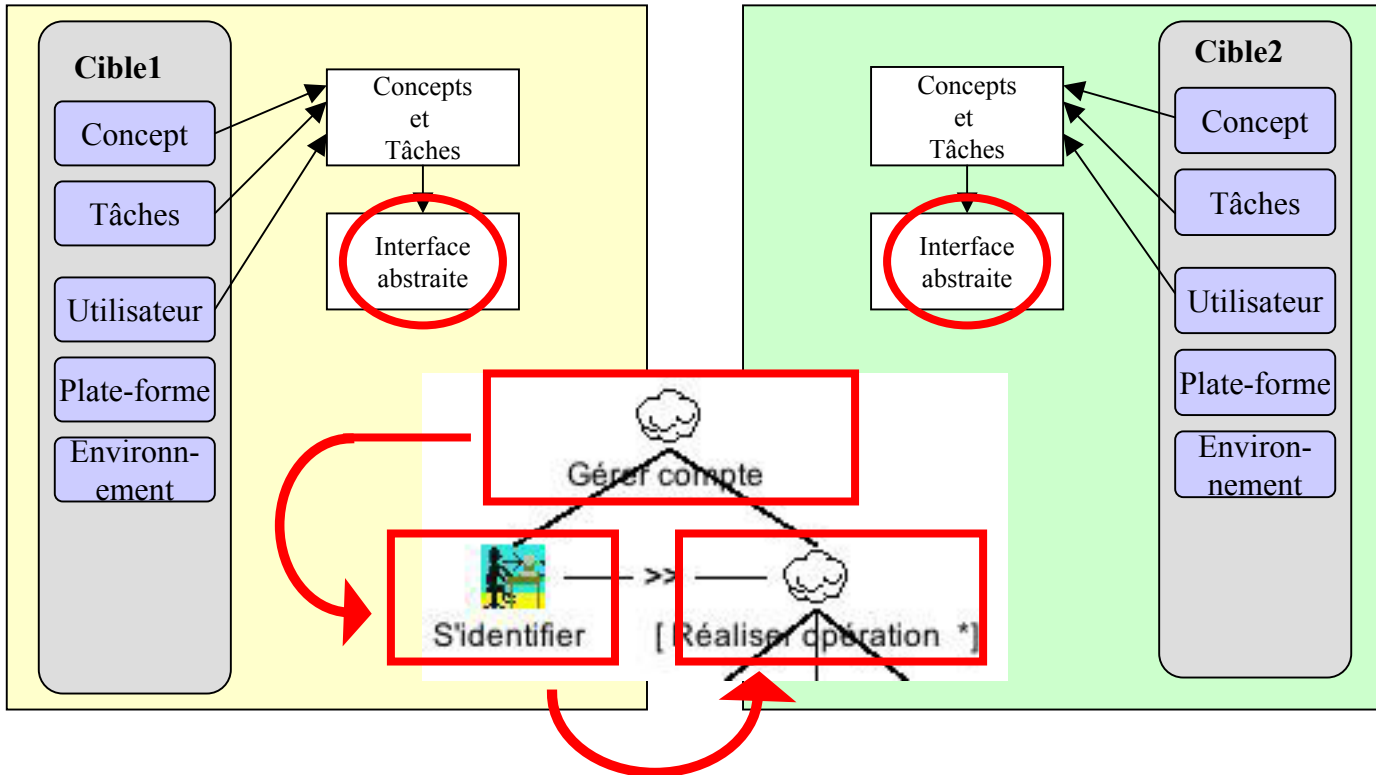 Cible1
Concept
Tâches
Utilisateur
Plate-forme
Environn-
ement
Concepts
et
Tâches
Interface
abstraite
Concepts
et
Tâches
Interface
abstraite
Cible2
Concept
Tâches
Utilisateur
Plate-forme
Environ-
nement
Gérer compte
>>
S'identifier
[ Réaliser opération *]